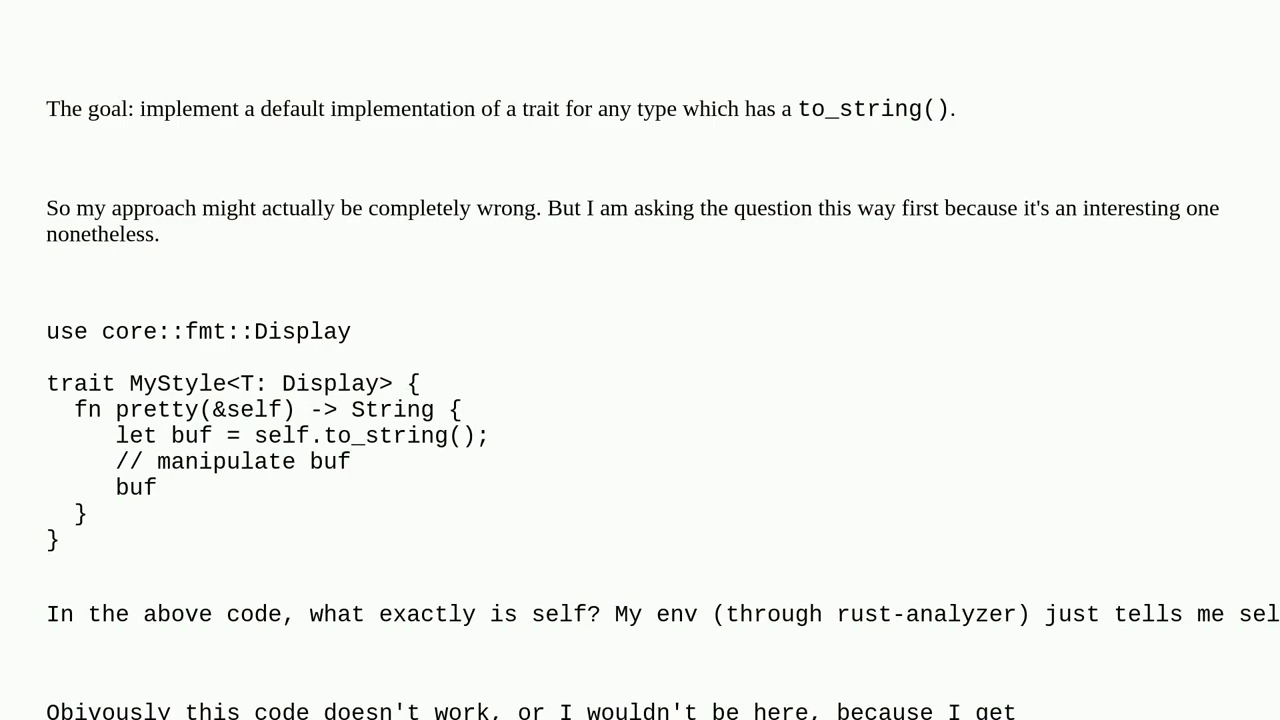 The goal: implement a default implementation of a trait for any type which has a to_string().
So my approach might actually be completely wrong. But I am asking the question this way first because it's an interesting one
nonetheless.
use core::fmt::Display
trait MyStyle<T: Display> {
  fn pretty(&self) -> String {
     let buf = self.to_string();
     // manipulate buf
     buf
  }
}
In the above code, what exactly is self? My env (through rust-analyzer) just tells me sel
Obivously this code doesn't work, or I wouldn't be here, because I get